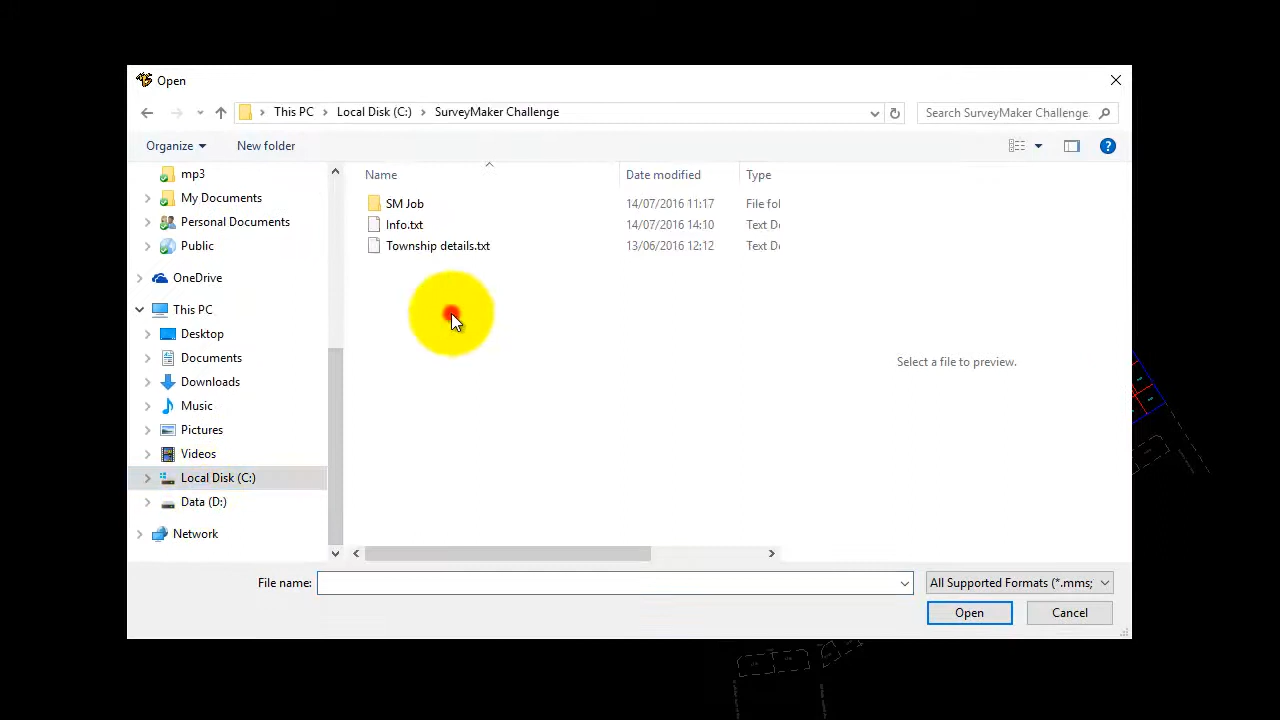 Open
This PC Local Disk (C:) SurveyMaker Challenge
Search SurveyMaker Challenge
Organize New folder
Name Date modified Type
mp3
My Documents
Personal Documents
Public
OneDrive
This PC
Desktop
Documents
Downloads
Music
Pictures
Videos
Local Disk (C:)
Data (D:)
Network
SM Job 14/07/2016 11:17 File fol
Info.txt 14/07/2016 14:10 Text De
Township details.txt 13/06/2016 12:12 Text De
Select a file to preview.
File name:
All Supported Formats (*.mms;
Open Cancel